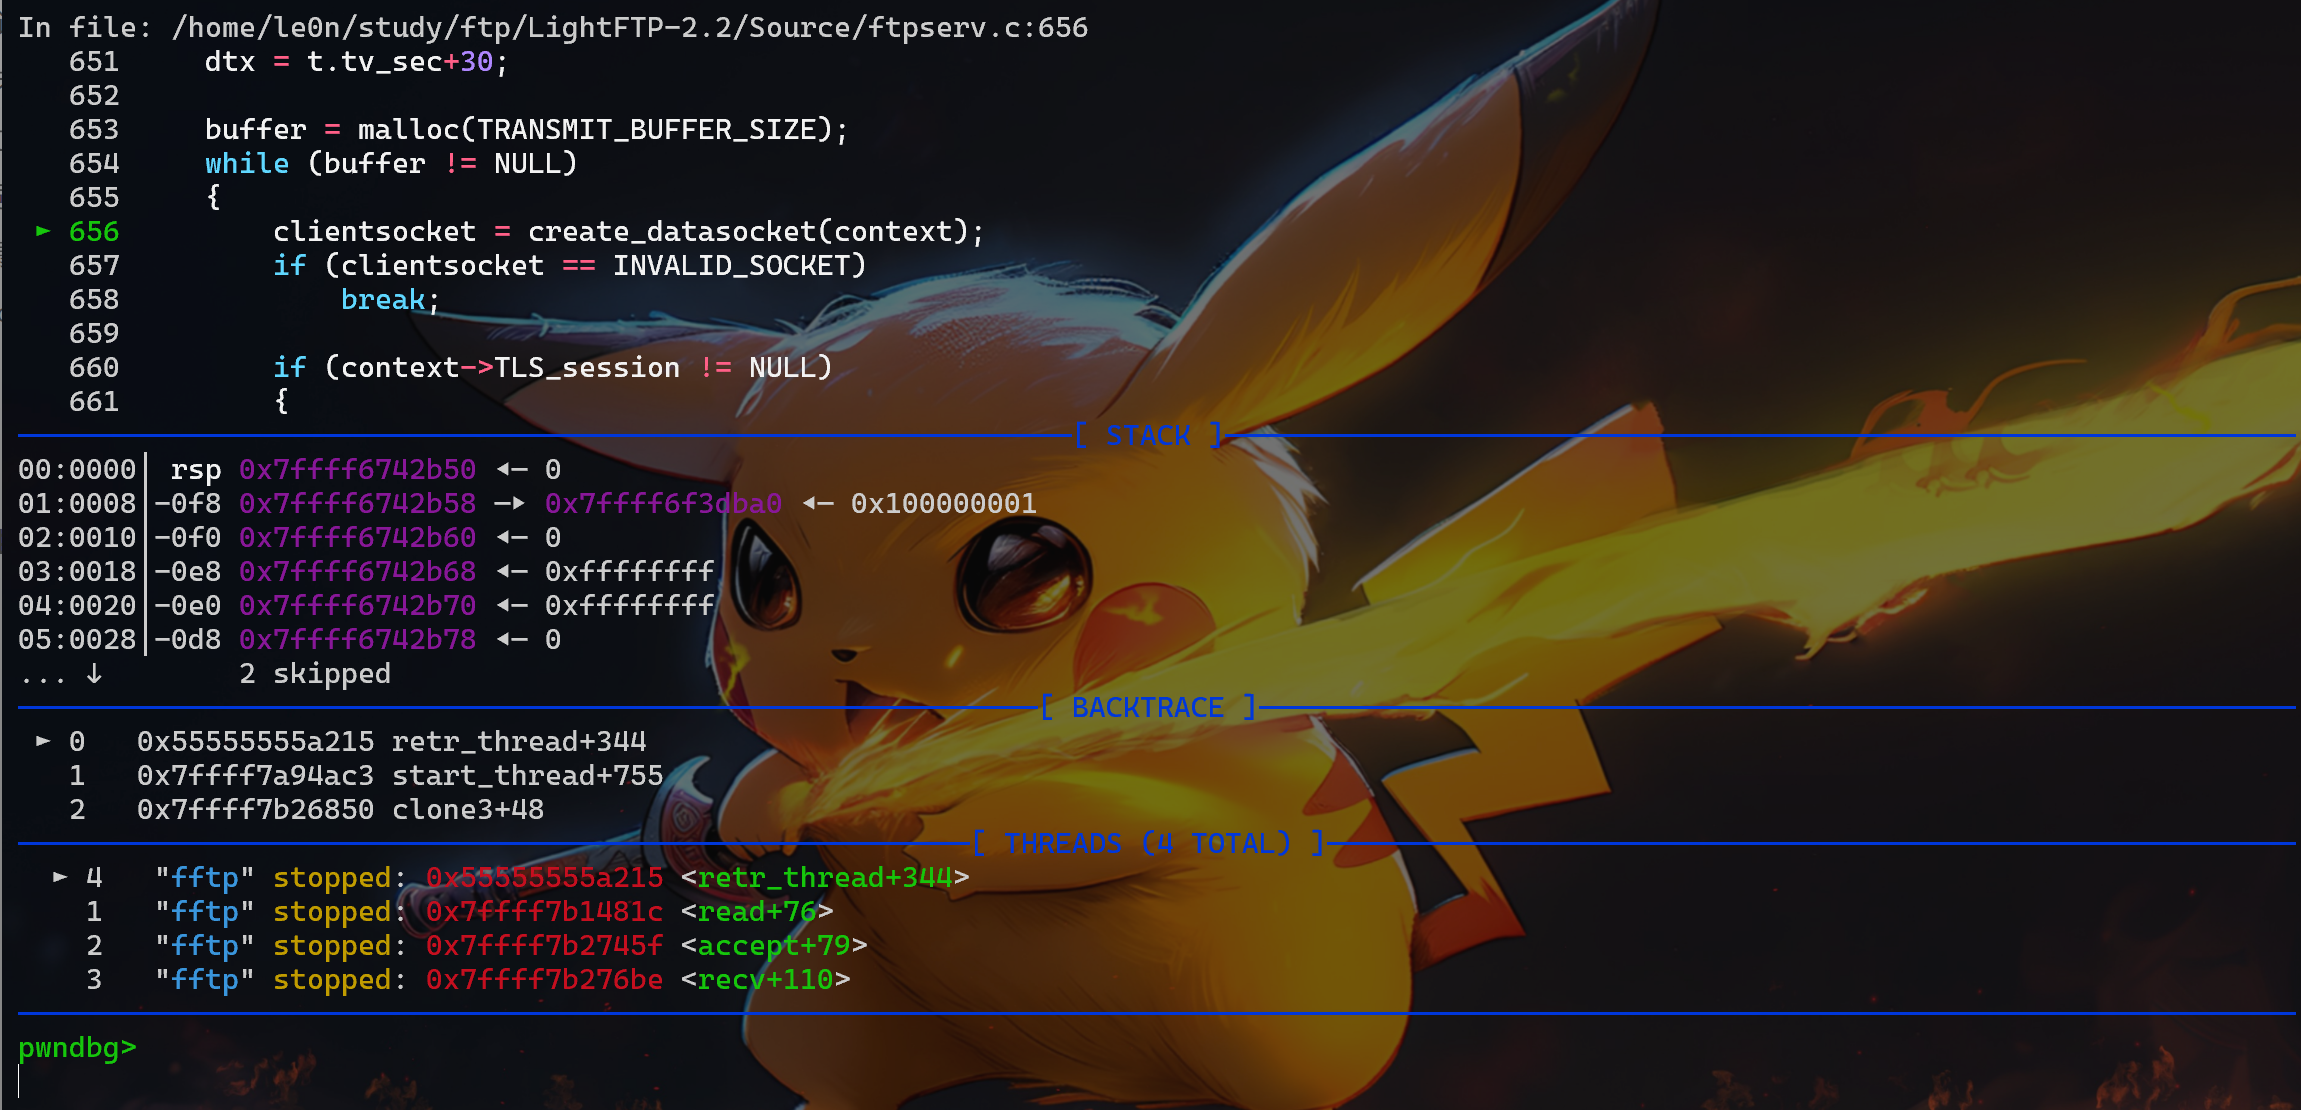 In file: /home/le0n/study/ftp/LightFTP-2.2/Source/ftpserv.c:656
651     dtx = t.tv_sec+30;
652
653     buffer = malloc(TRANSMIT_BUFFER_SIZE);
654     while (buffer != NULL)
655     {
► 656         clientsocket = create_datasocket(context);
657         if (clientsocket == INVALID_SOCKET)
658             break;
659
660         if (context->TLS_session != NULL)
661         {
[ STACK ]
00:0000│ rsp 0x7ffff6742b50 ◂— 0
01:0008│-0f8 0x7ffff6742b58 —▸ 0x7ffff6f3dba0 ◂— 0x100000001
02:0010│-0f0 0x7ffff6742b60 ◂— 0
03:0018│-0e8 0x7ffff6742b68 ◂— 0xffffffff
04:0020│-0e0 0x7ffff6742b70 ◂— 0xffffffff
05:0028│-0d8 0x7ffff6742b78 ◂— 0
... ↓        2 skipped
[ BACKTRACE ]
► 0   0x55555555a215 retr_thread+344
1   0x7ffff7a94ac3 start_thread+755
2   0x7ffff7b26850 clone3+48
[ THREADS (4 TOTAL) ]
► 4   "fftp" stopped: 0x55555555a215 <retr_thread+344>
1   "fftp" stopped: 0x7ffff7b1481c <read+76>
2   "fftp" stopped: 0x7ffff7b2745f <accept+79>
3   "fftp" stopped: 0x7ffff7b276be <recv+110>
pwndbg>